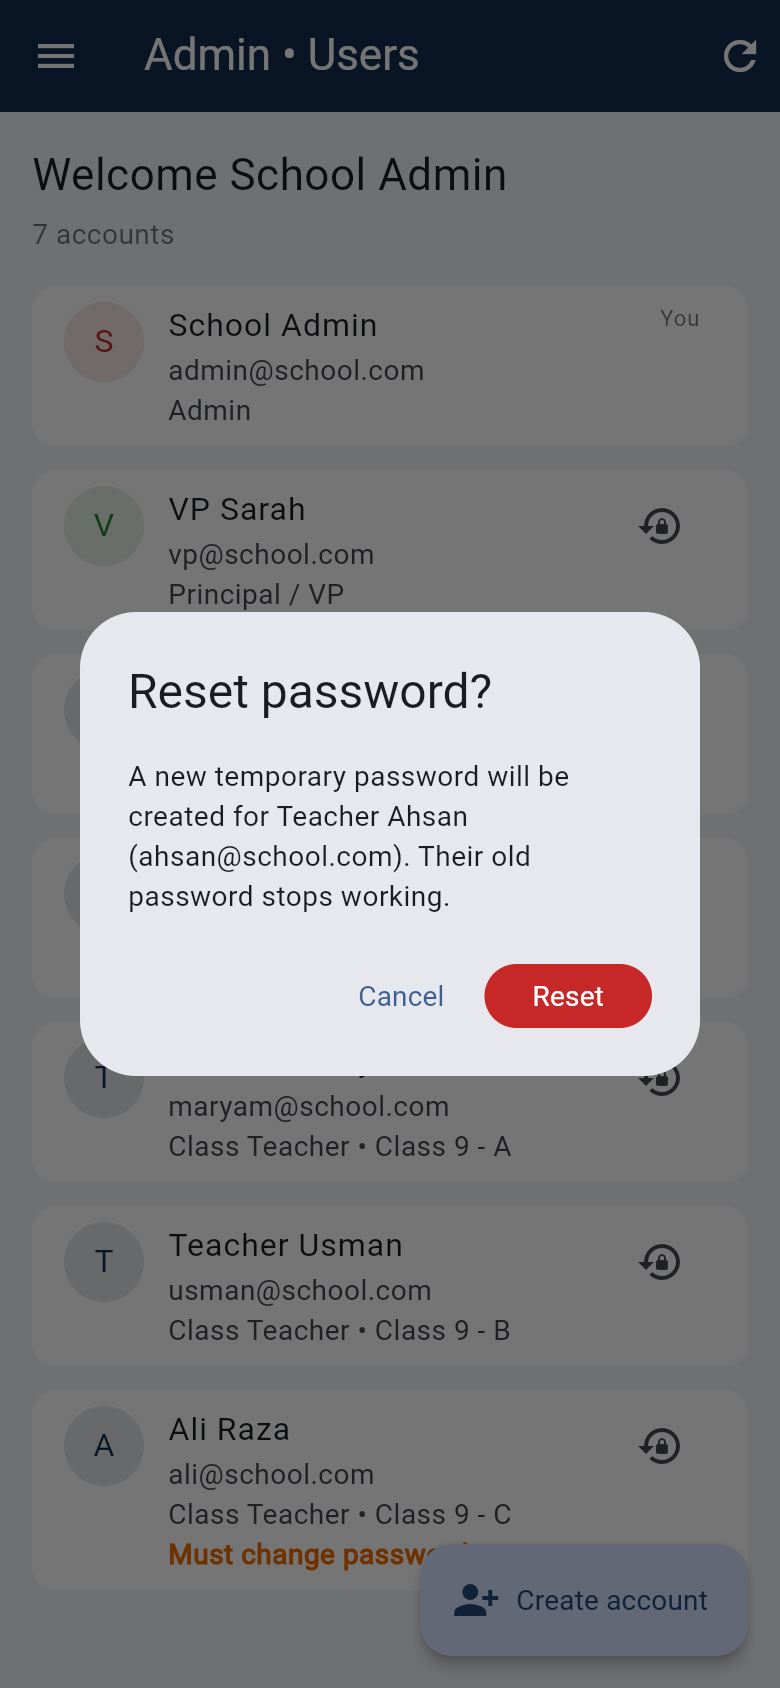 Admin • Users
Welcome School Admin
7 accounts
S
School Admin
You
admin@school.com
Admin
V
VP Sarah
vp@school.com
Principal / VP
Reset password?
A new temporary password will be
created for Teacher Ahsan
(ahsan@school.com). Their old
password stops working.
Cancel
Reset
T
maryam@school.com
Class Teacher • Class 9 - A
T
Teacher Usman
usman@school.com
Class Teacher • Class 9 - B
A
Ali Raza
ali@school.com
Class Teacher • Class 9 - C
Must change password
Create account